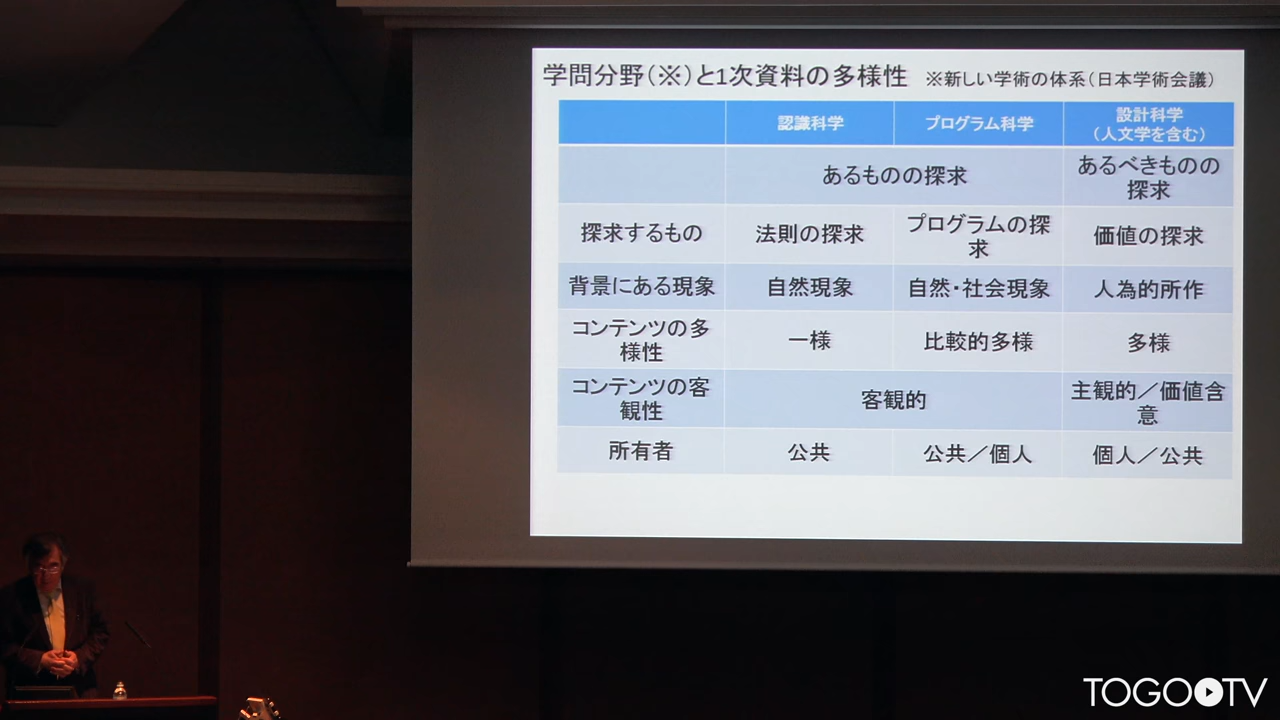 学問分野(※)と1次資料の多様性 ※新しい学術の体系(日本学術会議)
認識科学 プログラム科学 設計科学
(人文学を含む)
あるものの探求 あるべきものの
探求
探求するもの 法則の探求 プログラムの探
求 価値の探求
背景にある現象 自然現象 自然・社会現象 人為的所作
コンテンツの多
様性 一様 比較的多様 多様
コンテンツの客
観性 客観的 主観的/価値含
意
所有者 公共 公共/個人 個人/公共
TOGO TV